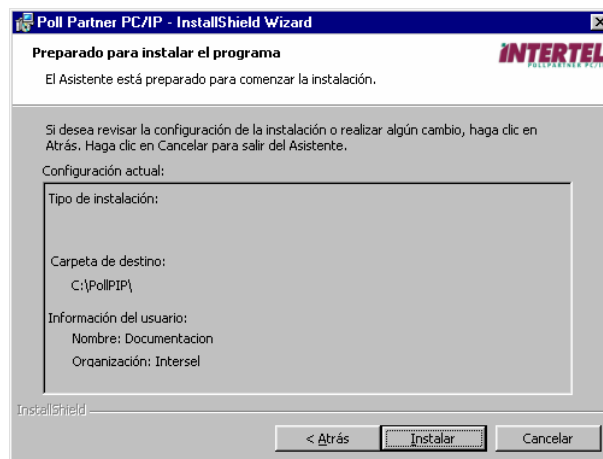 Poll Partner PC/IP - InstallShield Wizard
Preparado para instalar el programa
INTERTEL
POLLPARTNER PC/IP
El Asistente está preparado para comenzar la instalación.
Si desea revisar la configuración de la instalación o realizar algún cambio, haga clic en
Atrás. Haga clic en Cancelar para salir del Asistente.
Configuración actual:
Tipo de instalación:
Carpeta de destino:
C:\PollPIP\
Información del usuario:
Nombre: Documentacion
Organización: Intersel
InstallShield
< Atrás
Instalar
Cancelar